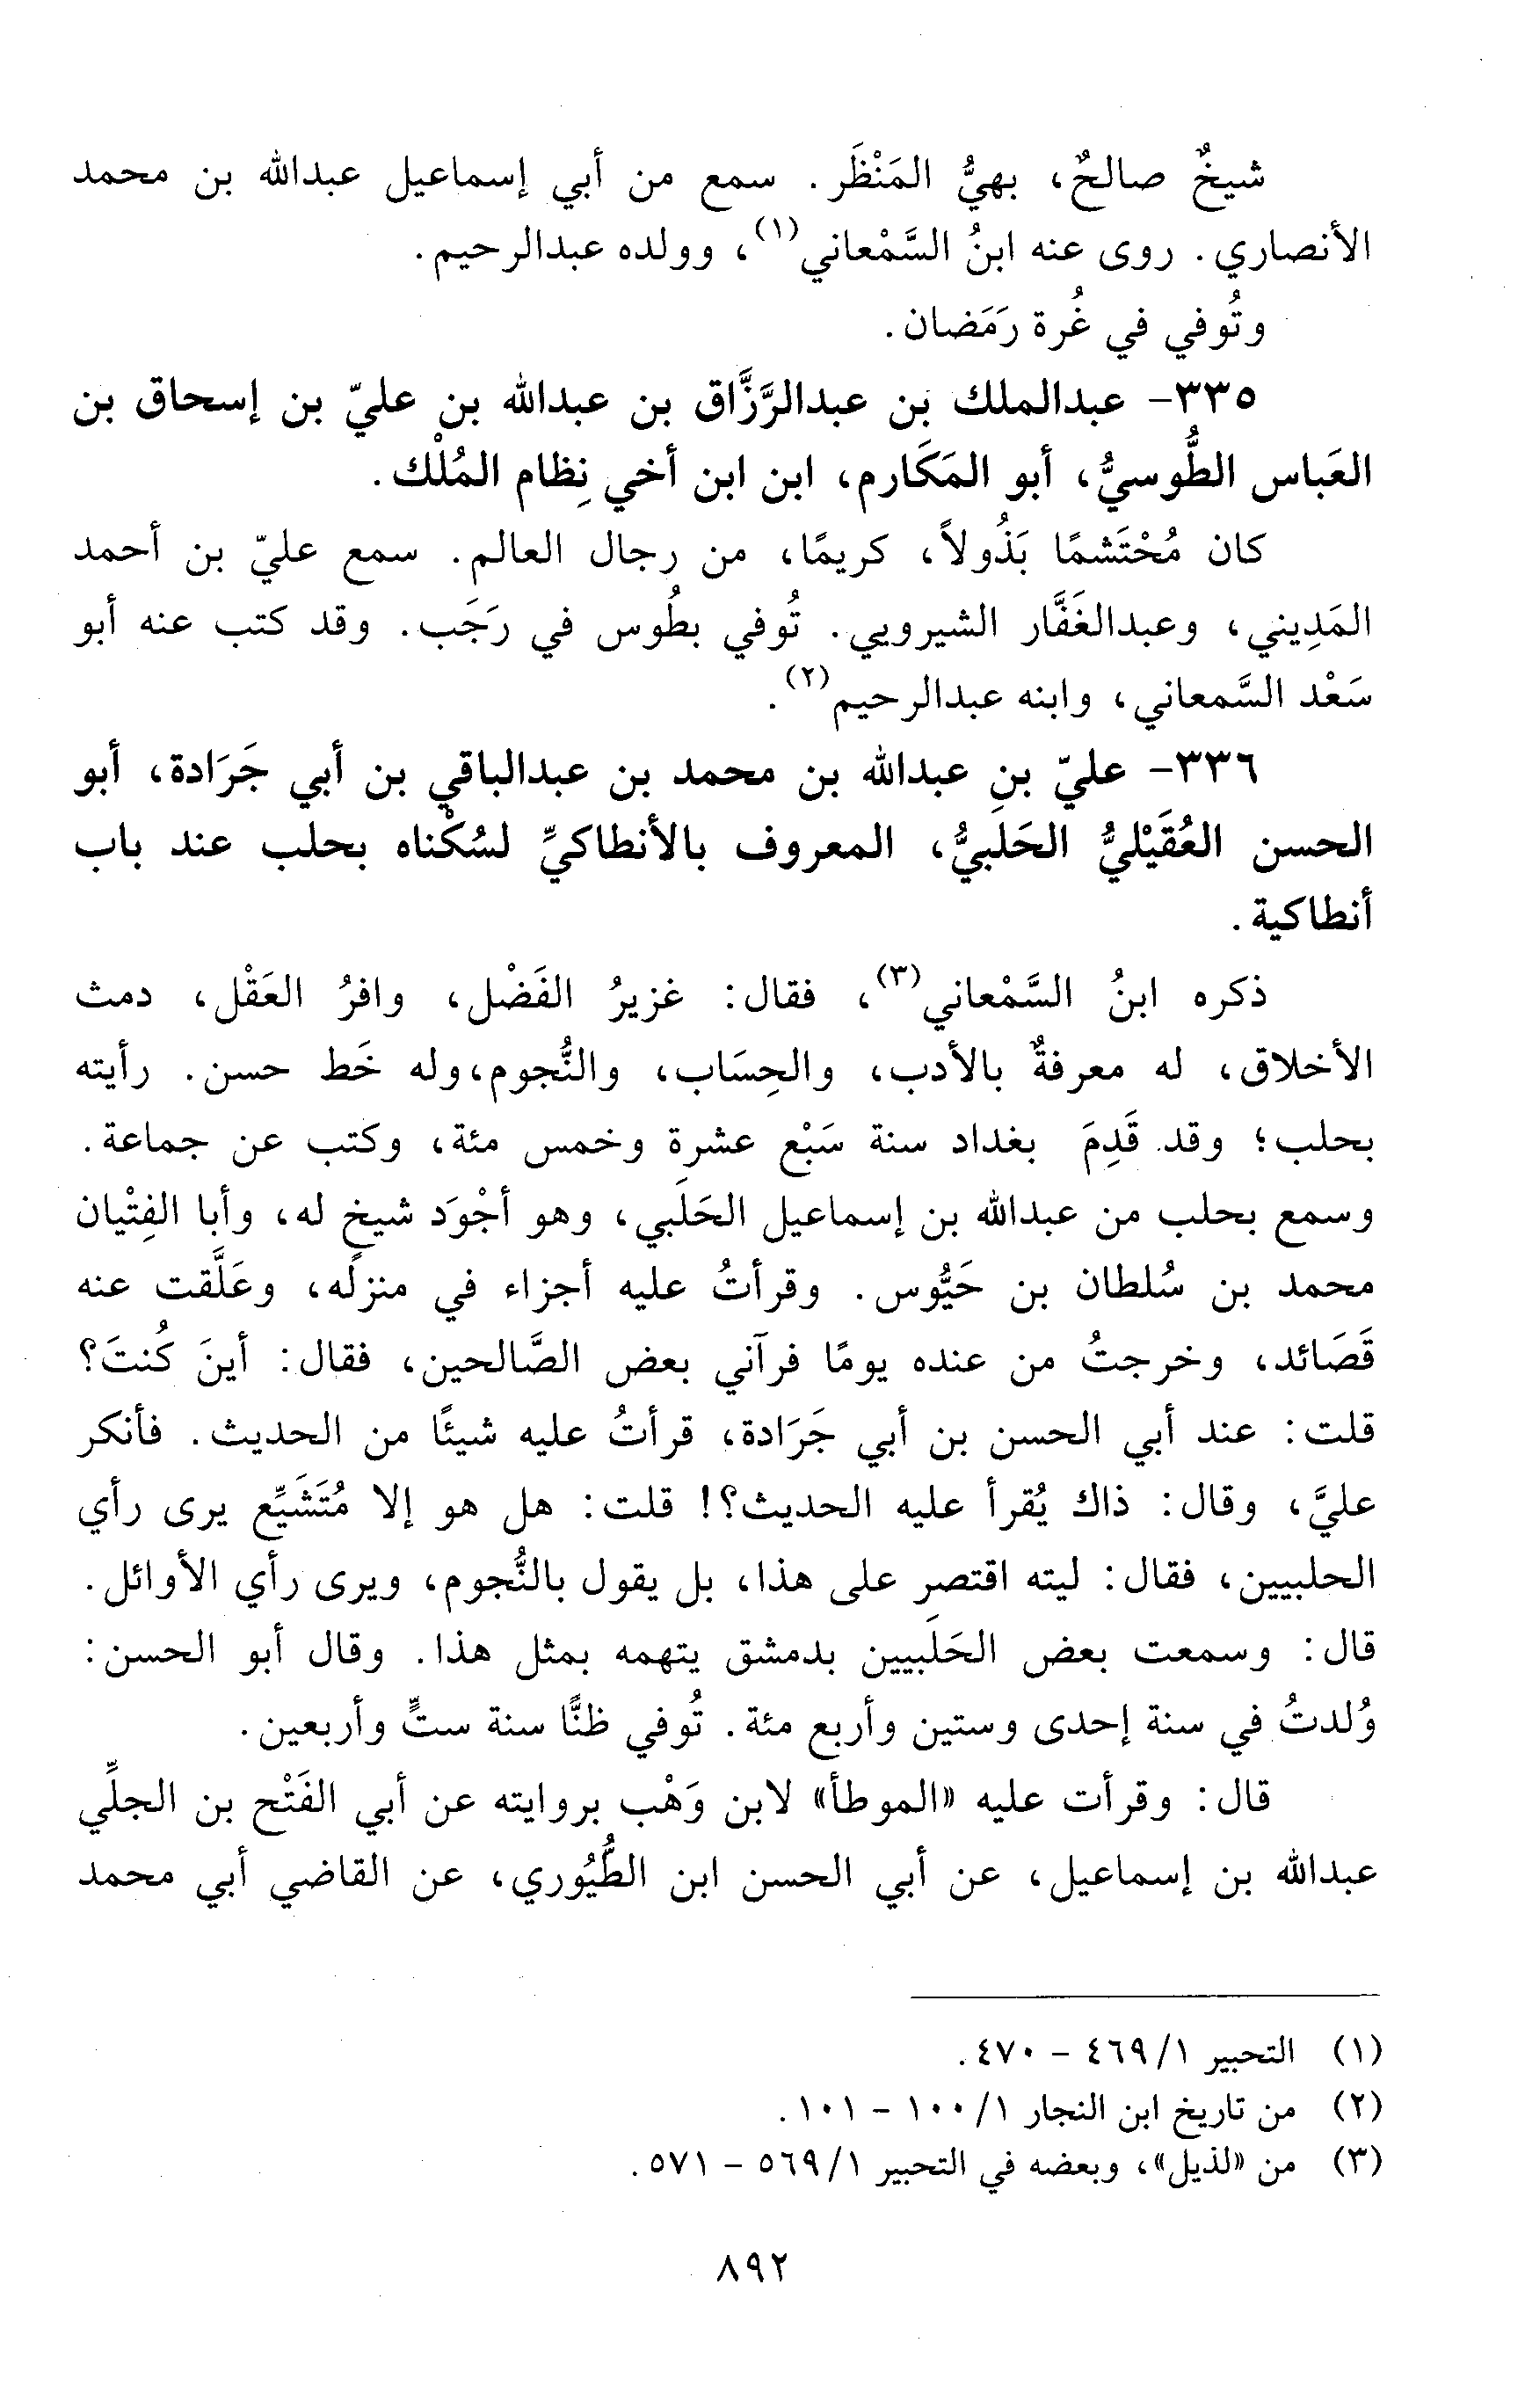 شيخٌ صالحٌ، بهيُّ المَنْظَر. سمع من أبي إسماعيل عبدالله بن محمد
الأنصاري. روى عنه ابنُ السَّمْعاني(١)، وولده عبدالرحيم.
وتُوفي في غُرة رَمَضان.
٣٣٥- عبدالملك بن عبدالرَّزَّاق بن عبدالله بن عليّ بن إسحاق بن
العَباس الطُّوسيُّ، أبو المَكَارم، ابن ابن أخي نِظام المُلْك.
كان مُحْتَشمًا بَذُولاً، كريمًا، من رجال العالم. سمع عليّ بن أحمد
المَدِيني، وعبدالغَفَّار الشيرويي. تُوفي بطُوس في رَجَب. وقد كتب عنه أبو
سَعْد السَّمعاني، وابنه عبدالرحيم(٢).
٣٣٦- عليّ بن عبدالله بن محمد بن عبدالباقي بن أبي جَرَادة، أبو
الحسن العُقَيْليُّ الحَلَبيُّ، المعروف بالأنطاكيِّ لسُكْناه بحلب عند باب
أنطاكية.
ذكره ابنُ السَّمْعاني(٣)، فقال: غزيرُ الفَضْل، وافرُ العَقْل، دمث
الأخلاق، له معرفةٌ بالأدب، والحِسَاب، والنُّجوم،وله خَط حسن. رأيته
بحلب؛ وقد قَدِمَ بغداد سنة سَبْع عشرة وخمس مئة، وكتب عن جماعة.
وسمع بحلب من عبدالله بن إسماعيل الحَلَبي، وهو أجْوَد شيخ له، وأبا الفِتْيان
محمد بن سُلطان بن حَيُّوس. وقرأتُ عليه أجزاء في منزله، وعَلَّقت عنه
قَصَائد، وخرجتُ من عنده يومًا فرآني بعض الصَّالحين، فقال: أينَ كُنتَ؟
قلت: عند أبي الحسن بن أبي جَرَادة، قرأتُ عليه شيئًا من الحديث. فأنكر
عليَّ، وقال: ذاك يُقرأ عليه الحديث؟! قلت: هل هو إلا مُتَشَيِّع يرى رأي
الحلبيين، فقال: ليته اقتصر على هذا، بل يقول بالنُّجوم، ويرى رأي الأوائل.
قال: وسمعت بعض الحَلَبيين بدمشق يتهمه بمثل هذا. وقال أبو الحسن:
وُلدتُ في سنة إحدى وستين وأربع مئة. تُوفي ظنًّا سنة ستٍّ وأربعين.
قال: وقرأت عليه «الموطأ» لابن وَهْب بروايته عن أبي الفَتْح بن الجلِّي
عبدالله بن إسماعيل، عن أبي الحسن ابن الطُّيُوري، عن القاضي أبي محمد
(١) التحبير ١/ ٤٦٩ - ٤٧٠.
(٢) من تاريخ ابن النجار ١/ ١٠٠ - ١٠١.
(٣) من «لذيل»، وبعضه في التحبير ١/ ٥٦٩ - ٥٧١.
٨٩٢